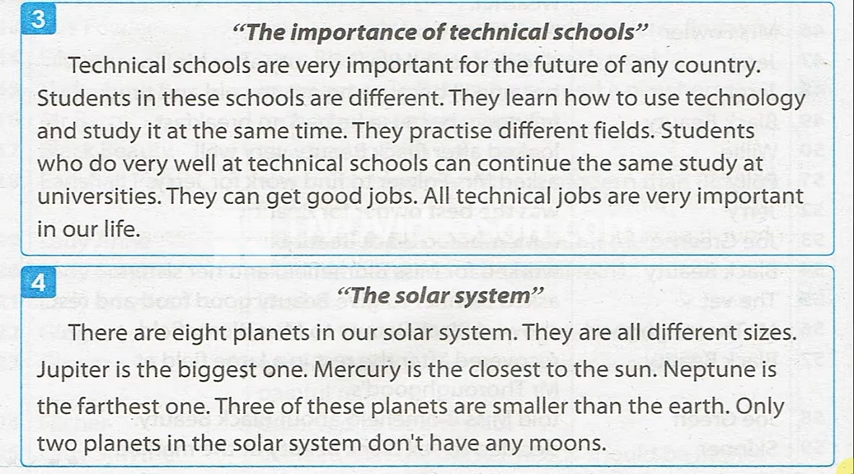 3
“The importance of technical schools”
Technical schools are very important for the future of any country.
Students in these schools are different. They learn how to use technology
and study it at the same time. They practise different fields. Students
who do very well at technical schools can continue the same study at
universities. They can get good jobs. All technical jobs are very important
in our life.
4
“The solar system”
There are eight planets in our solar system. They are all different sizes.
Jupiter is the biggest one. Mercury is the closest to the sun. Neptune is
the farthest one. Three of these planets are smaller than the earth. Only
two planets in the solar system don't have any moons.